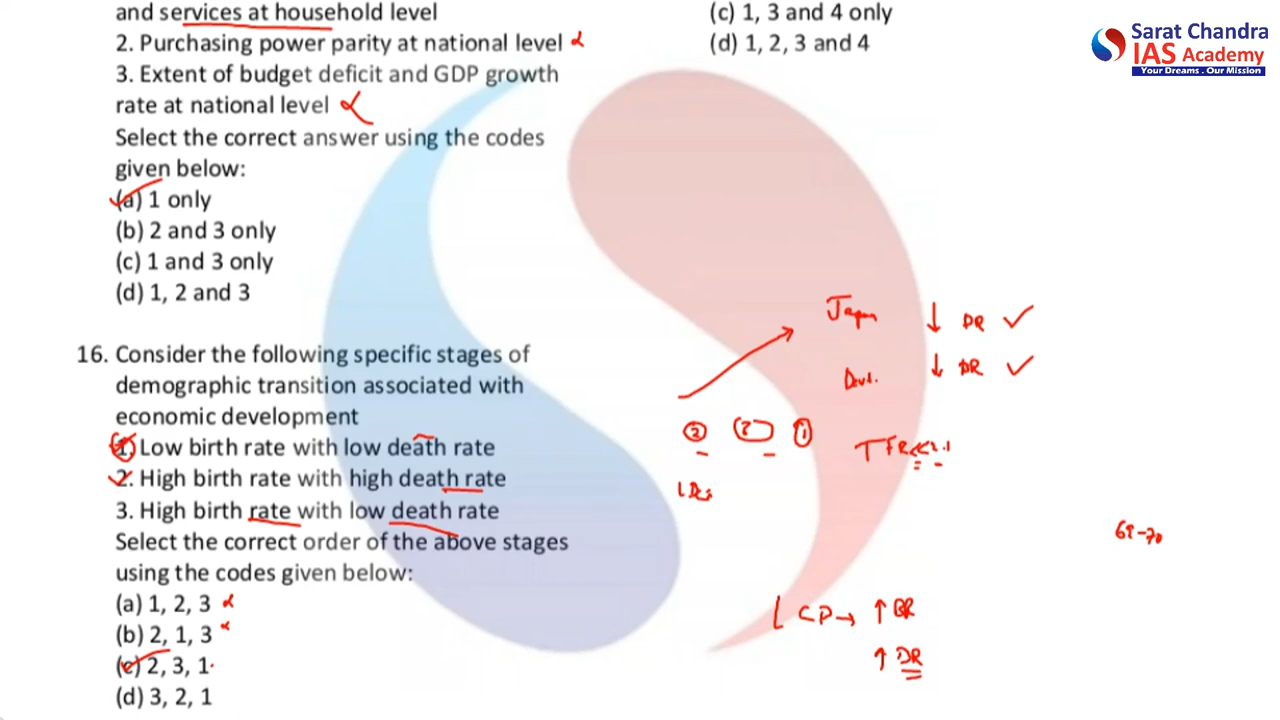 and services at household level
2. Purchasing power parity at national level
3. Extent of budget deficit and GDP growth
rate at national level
Select the correct answer using the codes
given below:
(a) 1 only
(b) 2 and 3 only
(c) 1 and 3 only
(d) 1, 2 and 3
16. Consider the following specific stages of
demographic transition associated with
economic development
1. Low birth rate with low death rate
2. High birth rate with high death rate
3. High birth rate with low death rate
Select the correct order of the above stages
using the codes given below:
(a) 1, 2, 3
(b) 2, 1, 3
(c) 2, 3, 1
(d) 3, 2, 1
(c) 1, 3 and 4 only
(d) 1, 2, 3 and 4
Sarat Chandra
IAS Academy
Your Dreams . Our Mission
Japan ↓ DR ✓
↓ DR ✓
2 1
TFR
CP → ↑ BR
↑ DR